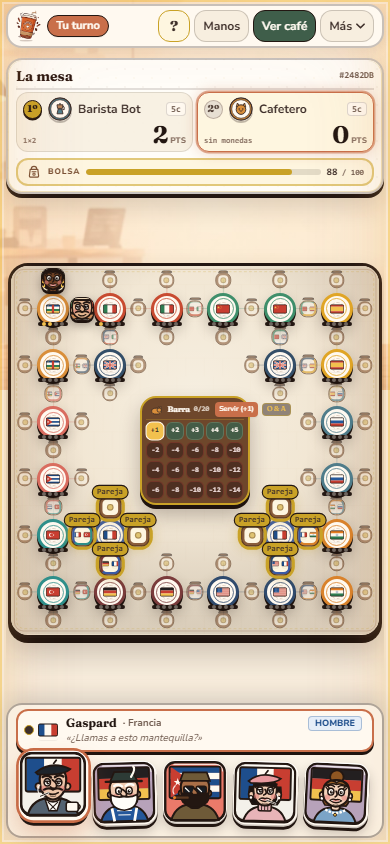 Tu turno
?
Manos
Ver café
Más
La mesa
#2482DB
1º
Barista Bot
5c
1×2
2 PTS
2º
Cafetero
5c
sin monedas
0 PTS
BOLSA
88 / 100
Barra 0/20 Servir (+1) Q&A
+1 +2 +3 +4 +5
-2 -4 -6 -8 -10
-4 -6 -8 -10 -12
-6 -8 -10 -12 -14
Pareja
Pareja
Pareja
Pareja
Pareja
Pareja
Pareja
Pareja
Gaspard · Francia
HOMBRE
«¿Llamas a esto mantequilla?»